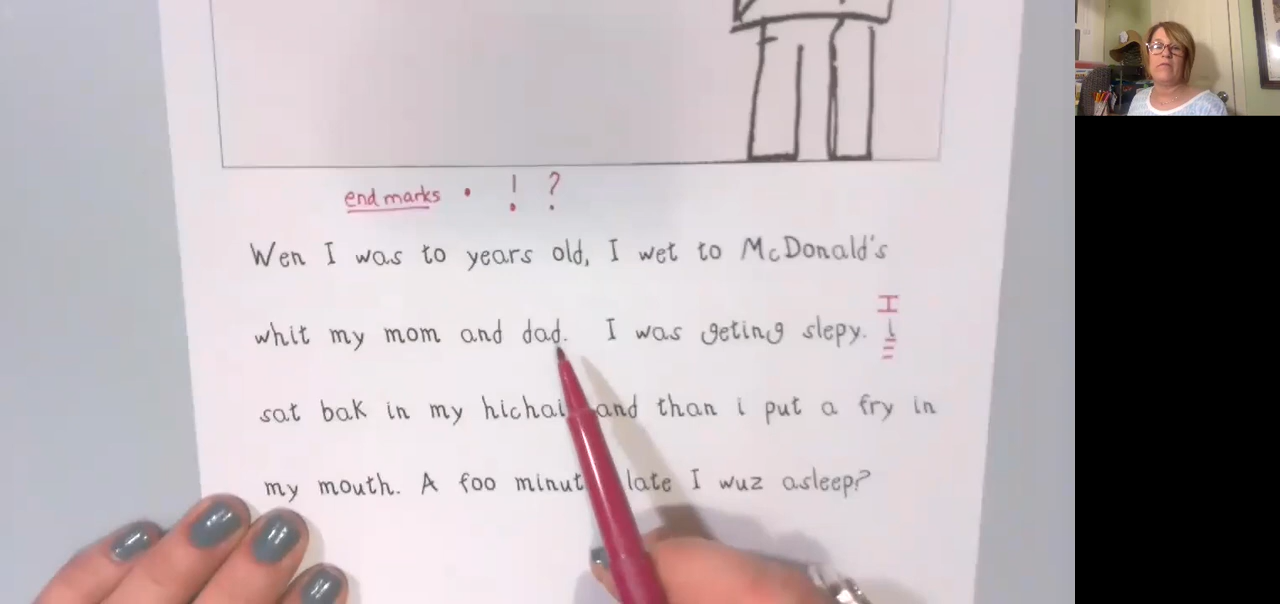 end marks . ! ?
Wen I was to years old, I wet to McDonald's
I
whit my mom and dad. I was geting slepy. i
sat bak in my hichai and than i put a fry in
my mouth. A foo minut late I wuz asleep?